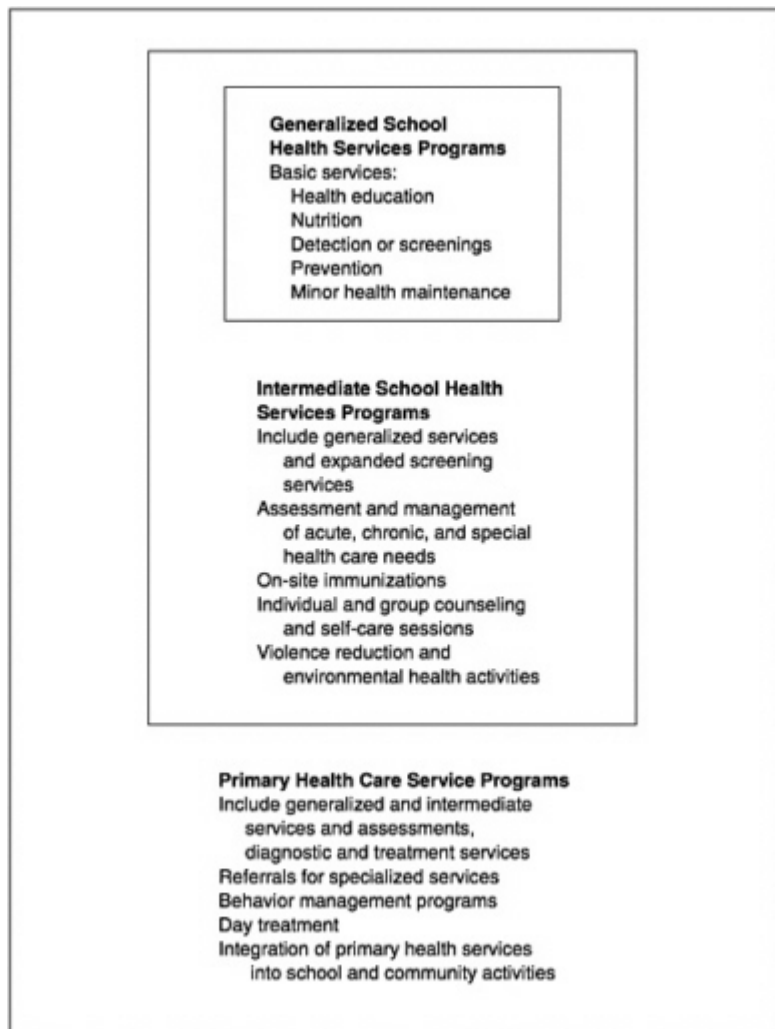 Generalized School
Health Services Programs
Basic services:
Health education
Nutrition
Detection or screenings
Prevention
Minor health maintenance
Intermediate School Health
Services Programs
Include generalized services
and expanded screening
services
Assessment and management
of acute, chronic, and special
health care needs
On-site immunizations
Individual and group counseling
and self-care sessions
Violence reduction and
environmental health activities
Primary Health Care Service Programs
Include generalized and intermediate
services and assessments,
diagnostic and treatment services
Referrals for specialized services
Behavior management programs
Day treatment
Integration of primary health services
into school and community activities